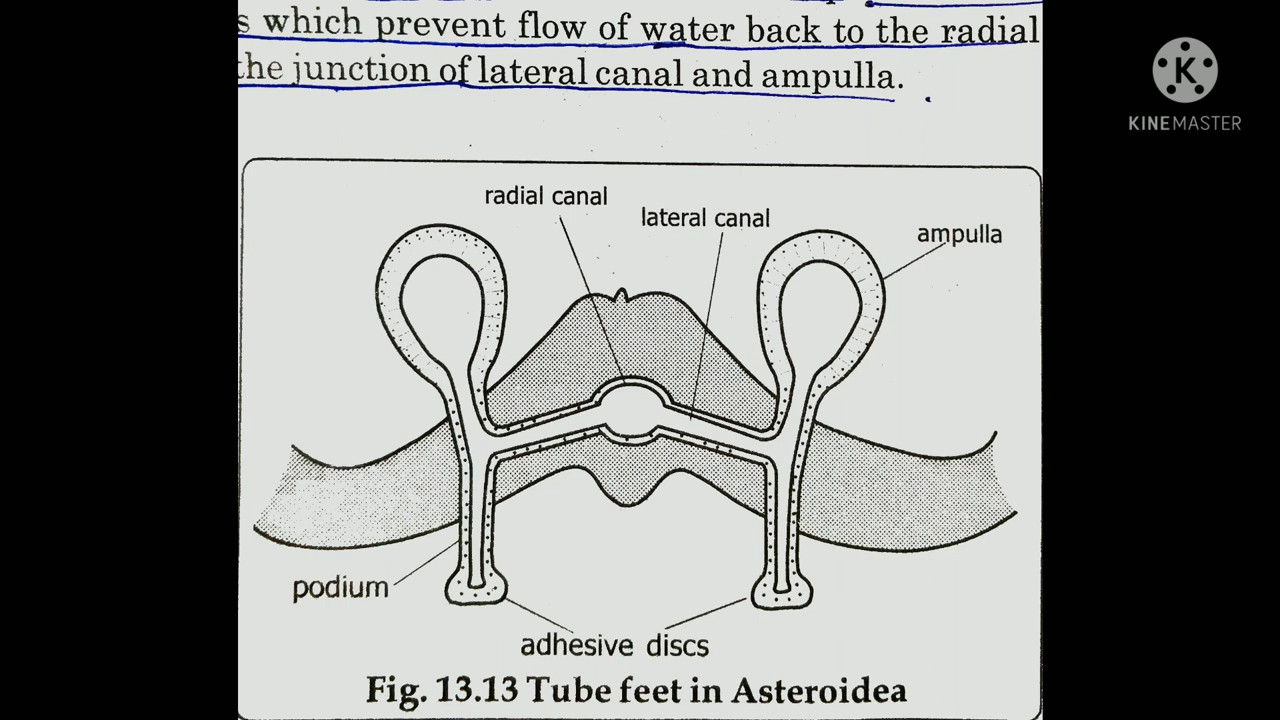 s which prevent flow of water back to the radial
the junction of lateral canal and ampulla.
radial canal
lateral canal
ampulla
podium
adhesive discs
Fig. 13.13 Tube feet in Asteroidea
K
KINEMASTER